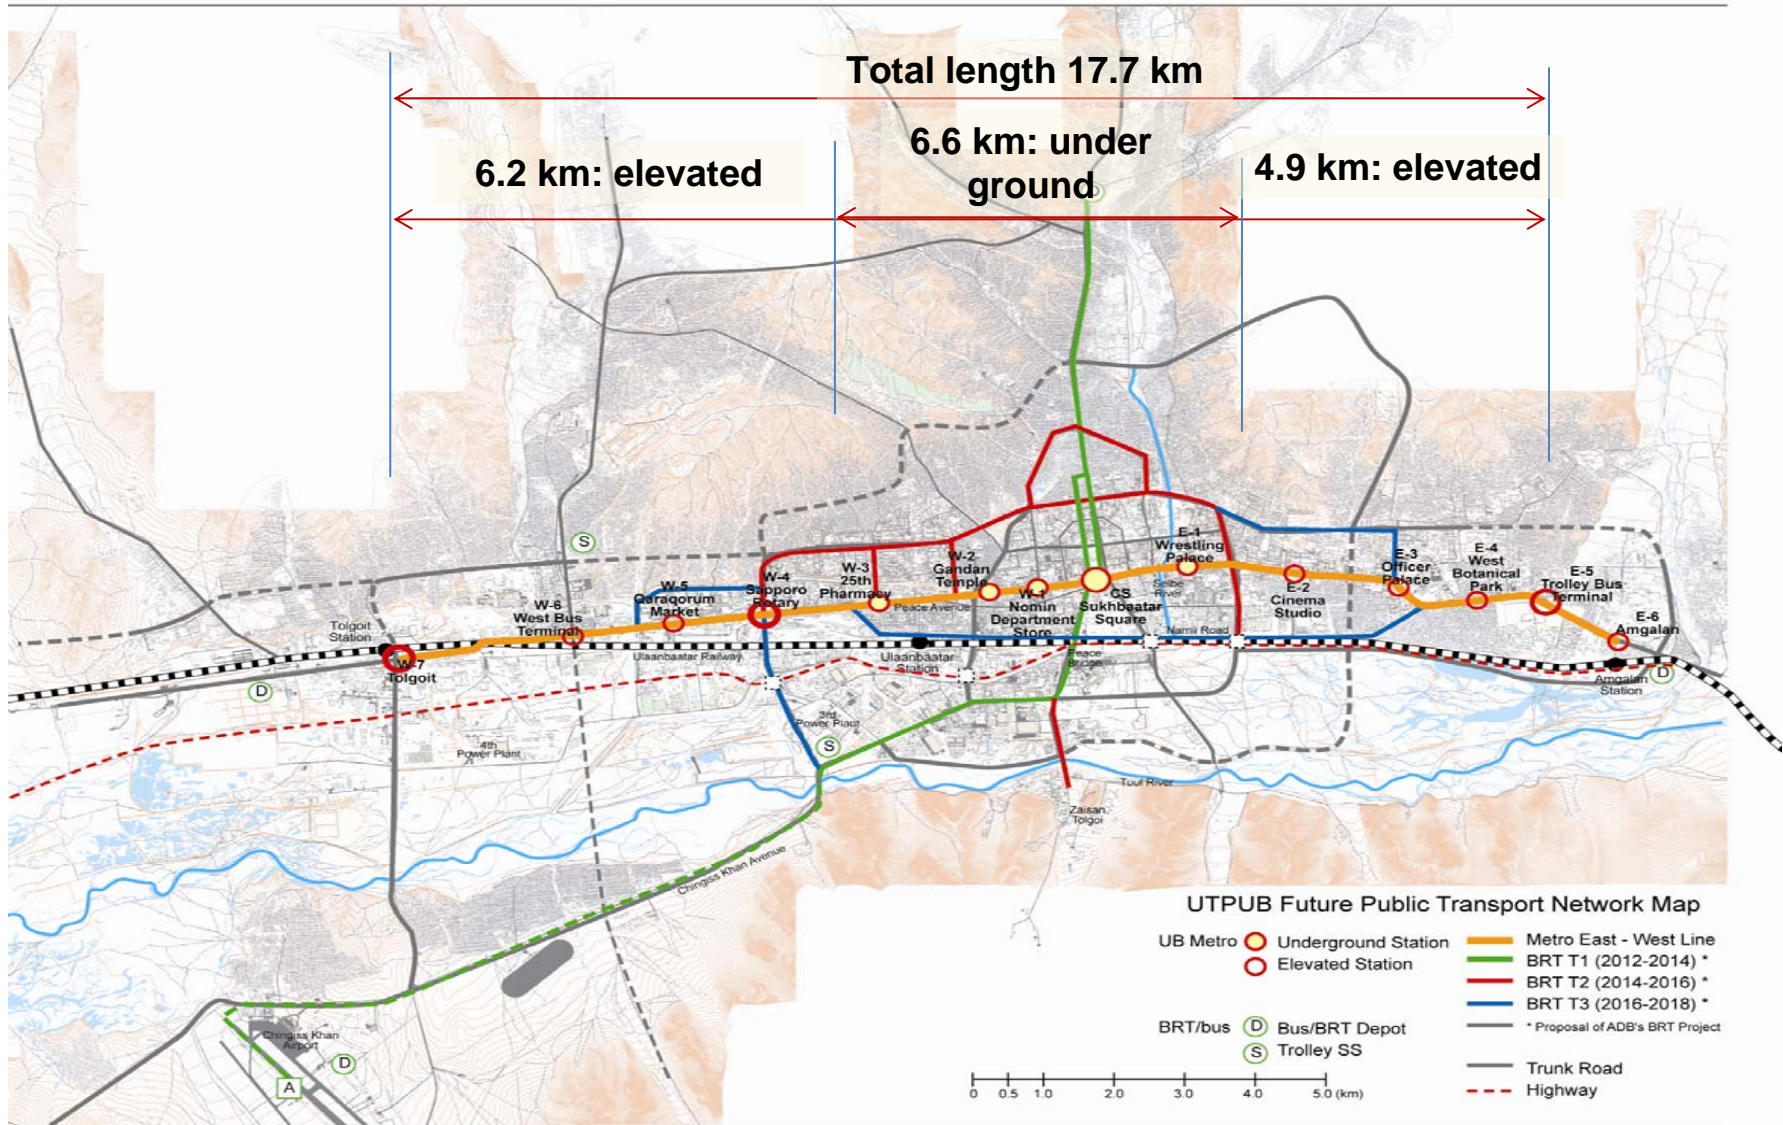 Total length 17.7 km
6.2 km: elevated
6.6 km: under
ground
4.9 km: elevated
D
S
E-1
Wrestling
Palace
W-2
Gandan
Temple
W-3
25th
Pharmacy
W-4
Sapporo
Rotary
W-5
Qaraqorum
Market
W-6
West Bus
Terminal
Tolgoit
Station
W-7
Tolgoit
Peace Avenue
W-1
Nomin
Department
Store
CS
Sukhbaatar
Square
Selbe
River
E-2
Cinema
Studio
E-3
Officer
Palace
E-4
West
Botanical
Park
E-5
Trolley Bus
Terminal
E-6
Amgalan
Narnii Road
Ulaanbaatar Railway
Ulaanbaatar
Station
Peace
Bridge
Amgalan
Station
D
D
3rd
Power Plant
4th
Power Plant
S
Tuul River
Zaisan
Tolgoi
Chingiss Khan Avenue
Chingiss Khan
Airport
D
A
UTPUB Future Public Transport Network Map
UB Metro
Underground Station
Elevated Station
BRT/bus
D
Bus/BRT Depot
S
Trolley SS
Metro East - West Line
BRT T1 (2012-2014) *
BRT T2 (2014-2016) *
BRT T3 (2016-2018) *
* Proposal of ADB's BRT Project
Trunk Road
Highway
0 0.5 1.0 2.0 3.0 4.0 5.0 (km)